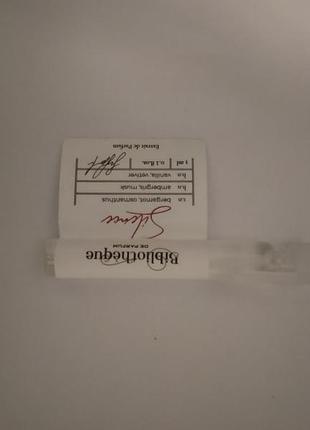 Bibliothèque
DE PARFUM
Silence
t.n bergamot, osmanthus
h.n ambergris, musk
b.n vanilla, vetiver
1 ml 0.1 fl.oz.
Extrait de Parfum